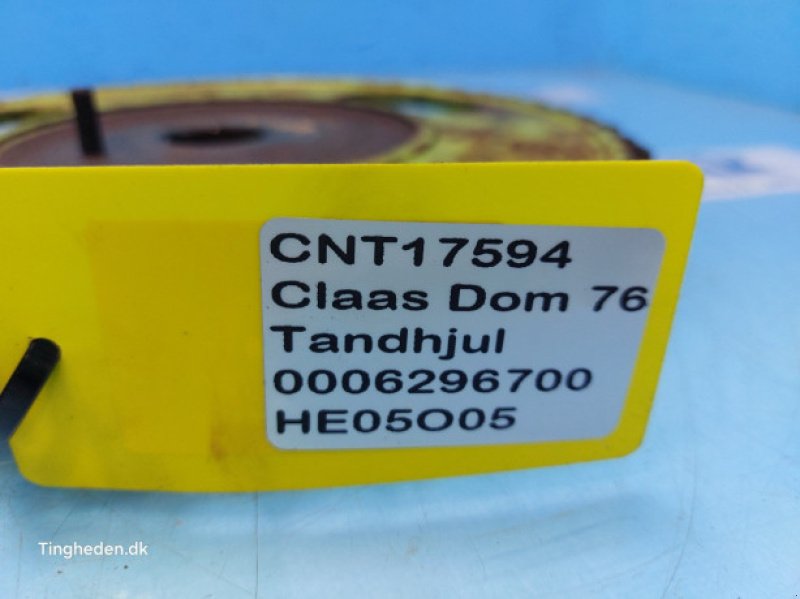 CNT17594
Claas Dom 76
Tandhjul
0006296700
HE05O05
Tingheden.dk